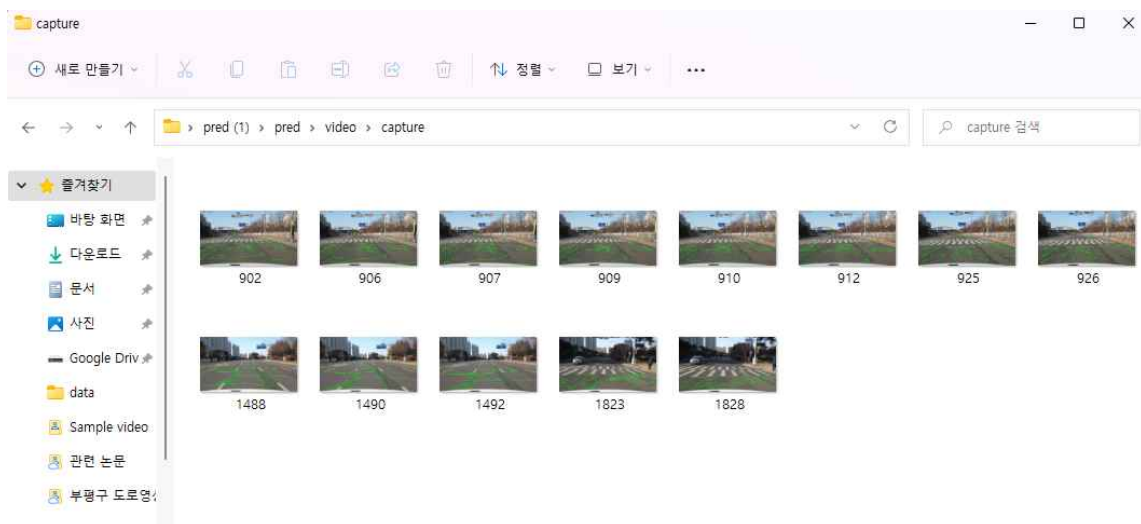 capture
새로 만들기
정렬
보기
pred (1) > pred > video > capture
capture 검색
즐겨찾기
바탕 화면
다운로드
문서
사진
Google Driv
data
Sample video
관련 논문
부평구 도로영
902 906 907 909 910 912 925 926
1488 1490 1492 1823 1828